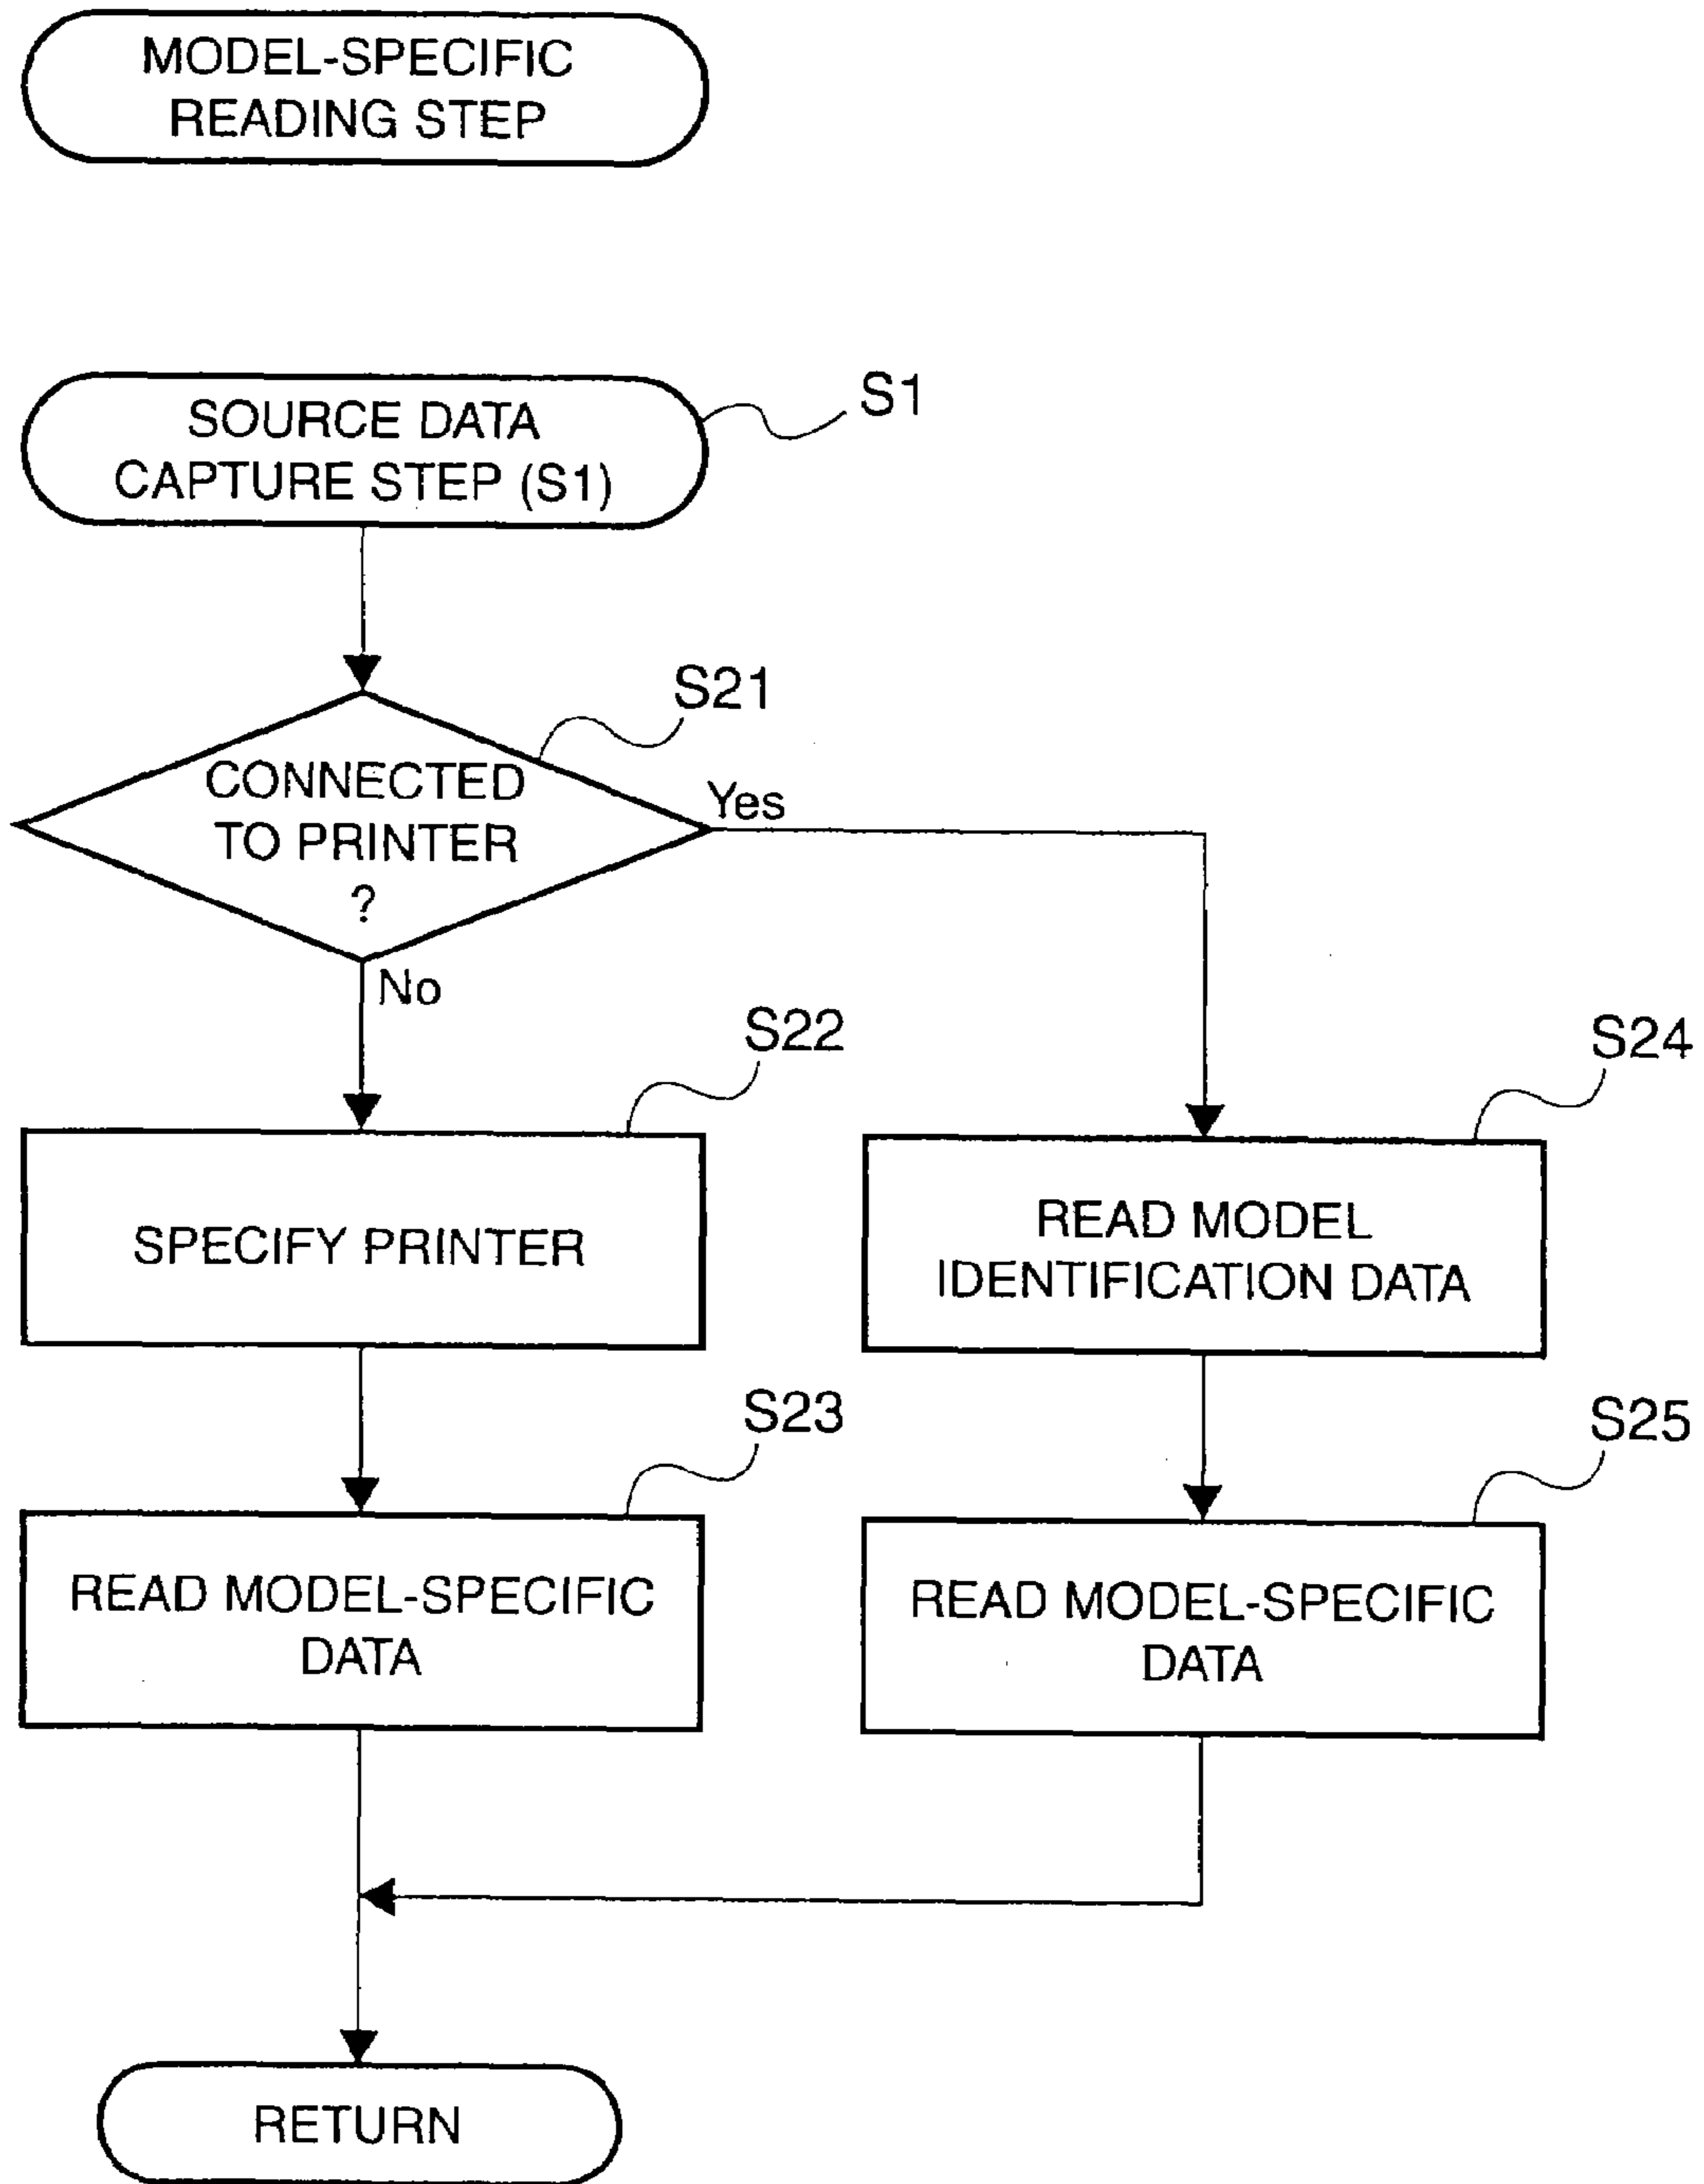 MODEL-SPECIFIC
READING STEP
SOURCE DATA
CAPTURE STEP (S1)
S1
S21
CONNECTED
TO PRINTER
?
Yes
No
S22
SPECIFY PRINTER
S24
READ MODEL
IDENTIFICATION DATA
S23
READ MODEL-SPECIFIC
DATA
S25
READ MODEL-SPECIFIC
DATA
RETURN